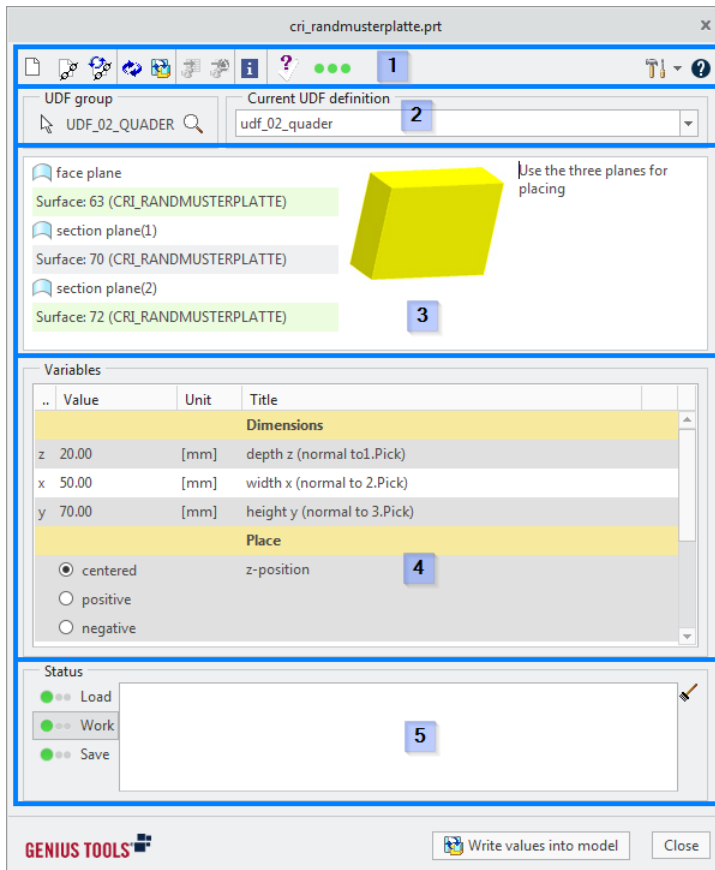 cri_randmusterplatte.prt
x
1
UDF group
UDF_02_QUADER
Current UDF definition
udf_02_quader
2
face plane
Surface: 63 (CRI_RANDMUSTERPLATTE)
section plane(1)
Surface: 70 (CRI_RANDMUSTERPLATTE)
section plane(2)
Surface: 72 (CRI_RANDMUSTERPLATTE)
Use the three planes for
placing
3
Variables
.. Value Unit Title
Dimensions
z 20.00 [mm] depth z (normal to1.Pick)
x 50.00 [mm] width x (normal to 2.Pick)
y 70.00 [mm] height y (normal to 3.Pick)
Place
centered z-position
positive
negative
4
Status
Load
Work
Save
5
GENIUS TOOLS
Write values into model
Close